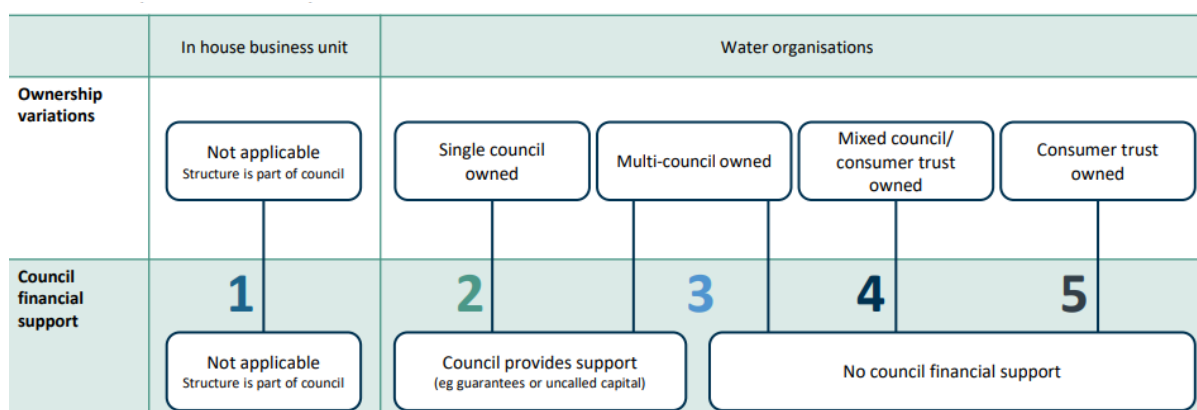 In house business unit
Water organisations
Ownership
variations
Not applicable
Structure is part of council
Single council
owned
Multi-council owned
Mixed council/
consumer trust
owned
Consumer trust
owned
Council
financial
support
1
2
3
4
5
Not applicable
Structure is part of council
Council provides support
(eg guarantees or uncalled capital)
No council financial support